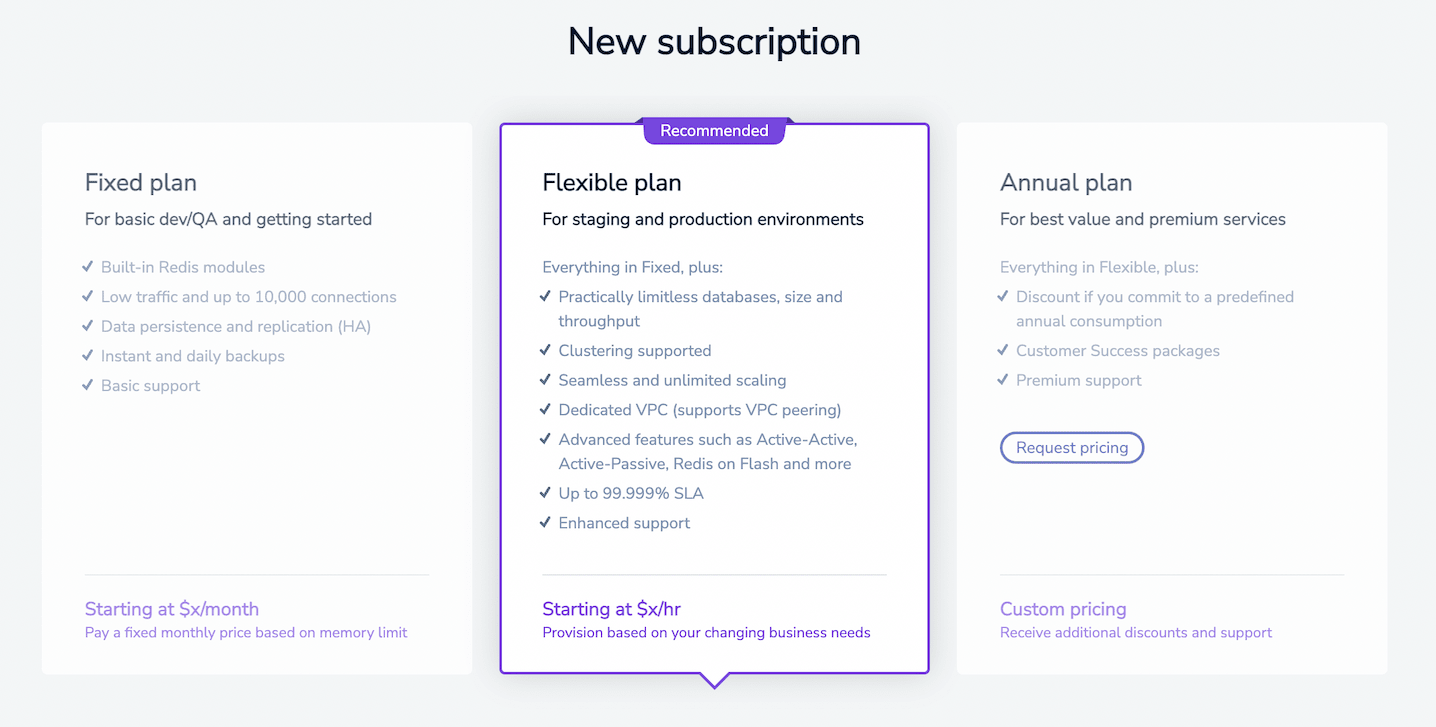 New subscription
Fixed plan
For basic dev/QA and getting started
Built-in Redis modules
Low traffic and up to 10,000 connections
Data persistence and replication (HA)
Instant and daily backups
Basic support
Starting at $x/month
Pay a fixed monthly price based on memory limit
Recommended
Flexible plan
For staging and production environments
Everything in Fixed, plus:
Practically limitless databases, size and
throughput
Clustering supported
Seamless and unlimited scaling
Dedicated VPC (supports VPC peering)
Advanced features such as Active-Active,
Active-Passive, Redis on Flash and more
Up to 99.999% SLA
Enhanced support
Starting at $x/hr
Provision based on your changing business needs
Annual plan
For best value and premium services
Everything in Flexible, plus:
Discount if you commit to a predefined
annual consumption
Customer Success packages
Premium support
Request pricing
Custom pricing
Receive additional discounts and support